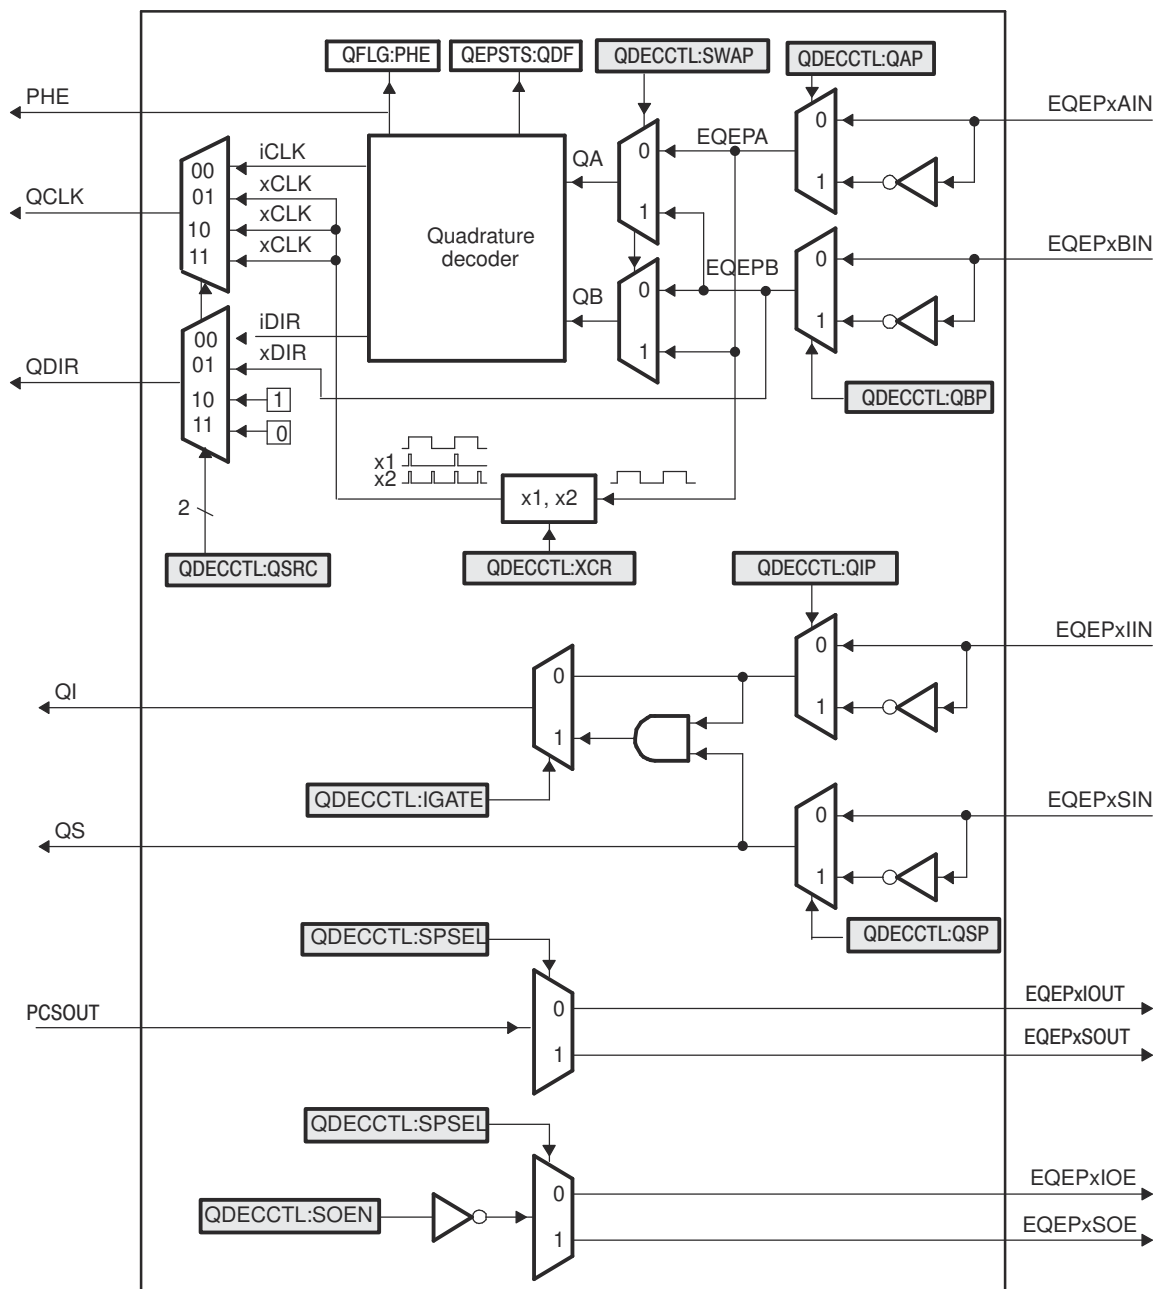 QFLG:PHE
QEPSTS:QDF
QDECCTL:SWAP
QDECCTL:QAP
PHE
EQEPxAIN
0
EQEPA
iCLK
00
QA
0
xCLK
01
1
QCLK
xCLK
10
1
xCLK
11
Quadrature
decoder
EQEPxBIN
0
EQEPB
QB
0
iDIR
00
1
xDIR
01
1
QDIR
10
1
QDECCTL:QBP
11
0
x1
x2
x1, x2
2
QDECCTL:QSRC
QDECCTL:XCR
QDECCTL:QIP
EQEPxIIN
0
0
QI
1
1
QDECCTL:IGATE
EQEPxSIN
0
QS
1
QDECCTL:SPSEL
QDECCTL:QSP
EQEPxIOUT
PCSOUT
0
EQEPxSOUT
1
QDECCTL:SPSEL
EQEPxIOE
0
QDECCTL:SOEN
EQEPxSOE
1